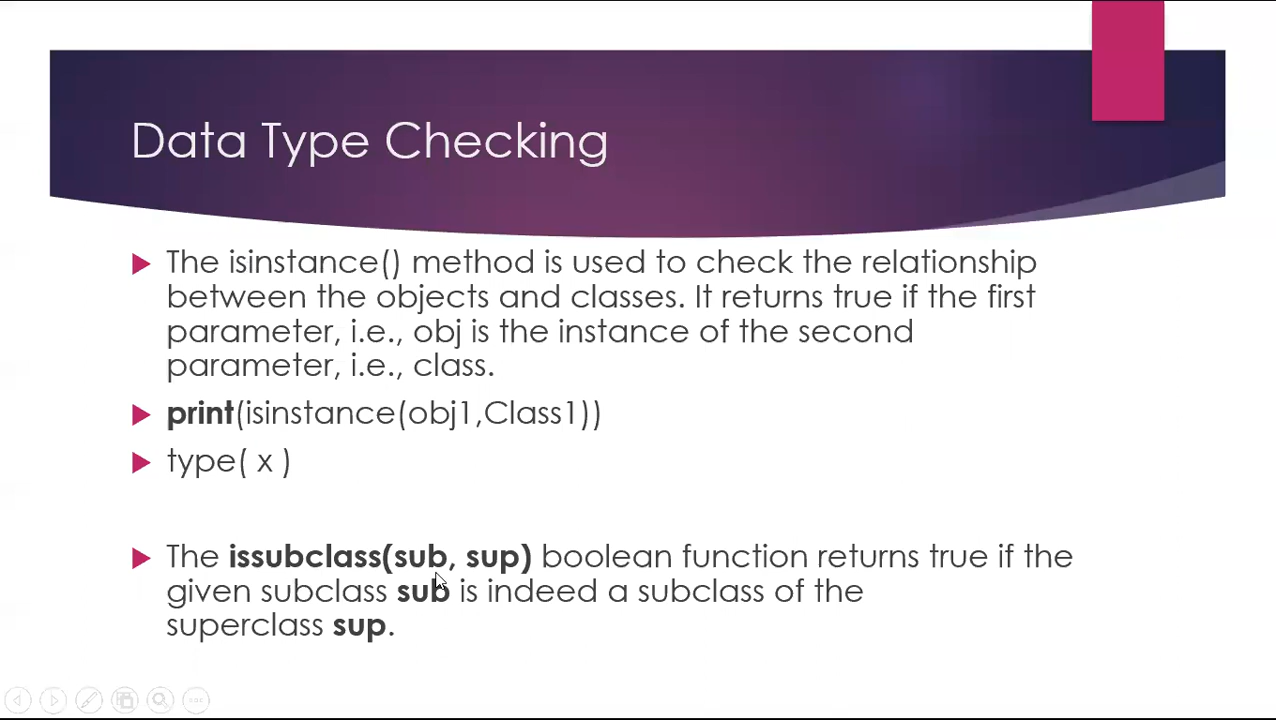 Data Type Checking
The isinstance() method is used to check the relationship
between the objects and classes. It returns true if the first
parameter, i.e., obj is the instance of the second
parameter, i.e., class.
print(isinstance(obj1,Class1))
type( x )
The issubclass(sub, sup) boolean function returns true if the
given subclass sub is indeed a subclass of the
superclass sup.